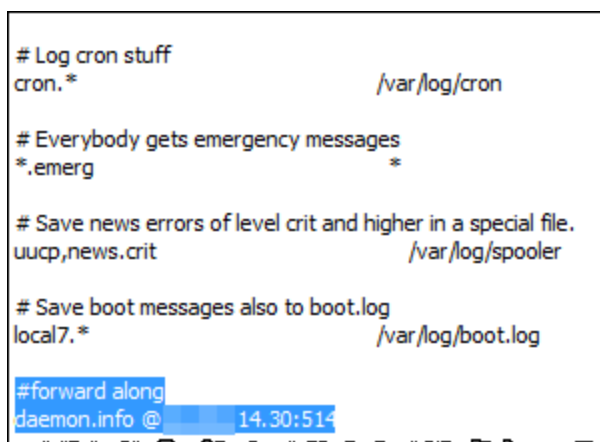 # Log cron stuff
cron.* /var/log/cron
# Everybody gets emergency messages
*.emerg *
# Save news errors of level crit and higher in a special file.
uucp,news.crit /var/log/spooler
# Save boot messages also to boot.log
local7.* /var/log/boot.log
#forward along
daemon.info @ 14.30:514